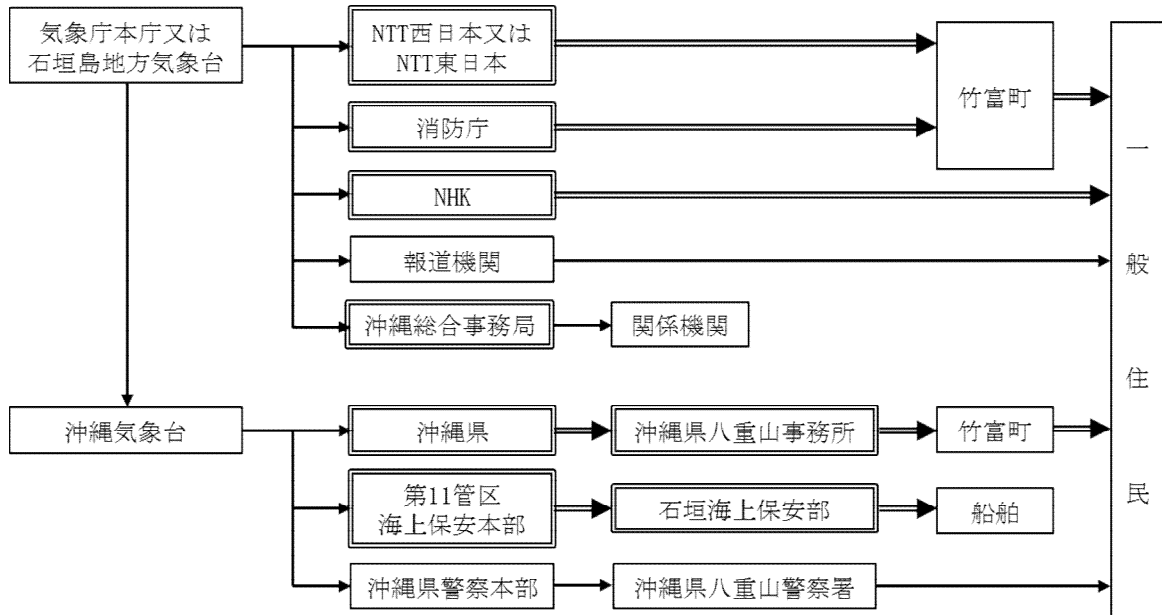 気象庁本庁又は
石垣島地方気象台
NTT西日本又は
NTT東日本
竹富町
消防庁
NHK
報道機関
沖縄総合事務局
関係機関
沖縄気象台
沖縄県
沖縄県八重山事務所
竹富町
第11管区
海上保安本部
石垣海上保安部
船舶
沖縄県警察本部
沖縄県八重山警察署
一般住民